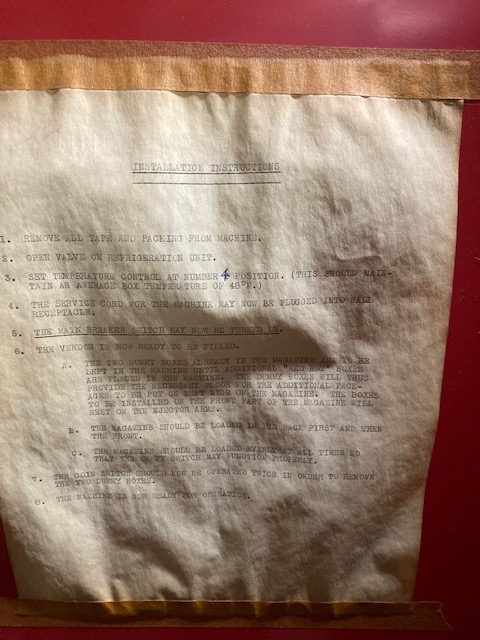 INSTALLATION INSTRUCTIONS
1. REMOVE ALL TAPE AND PACKING FROM MACHINE.
2. OPEN VALVE ON REFRIGERATION UNIT.
3. SET TEMPERATURE CONTROL AT NUMBER 4 POSITION. (THIS SHOULD MAIN-
TAIN AN AVERAGE BOX TEMPERATURE OF 48°F.)
4. THE SERVICE CORD FOR THE MACHINE MAY NOW BE PLUGGED INTO WALL
RECEPTACLE.
5. THE MAIN BREAKER SWITCH MAY NOW BE TURNED ON.
6. THE VENDOR IS NOW READY TO BE FILLED.
A. THE TWO DUMMY BOXES ALREADY IN THE MAGAZINE ARE TO BE
LEFT IN THE MACHINE UNTIL ADDITIONAL "RED HOG" BOXES
ARE PLACED IN THE MACHINE. THE DUMMY BOXES WILL THUS
PROVIDE THE NECESSARY FLOOR FOR THE ADDITIONAL PACK-
AGES TO BE PUT ON THAT SIDE OF THE MAGAZINE. THE BOXES
TO BE INSTALLED ON THE FRONT PART OF THE MAGAZINE WILL
REST ON THE EJECTOR ARMS.
B. THE MAGAZINE SHOULD BE LOADED IN THE BACK FIRST AND THEN
THE FRONT.
C. THE MAGAZINE SHOULD BE LOADED EVENLY AT ALL TIMES SO
THAT THE EMPTY SWITCH MAY FUNCTION PROPERLY.
7. THE COIN SWITCH SHOULD NOW BE OPERATED TWICE IN ORDER TO REMOVE
THE TWO DUMMY BOXES.
8. THE MACHINE IS NOW READY FOR OPERATION.